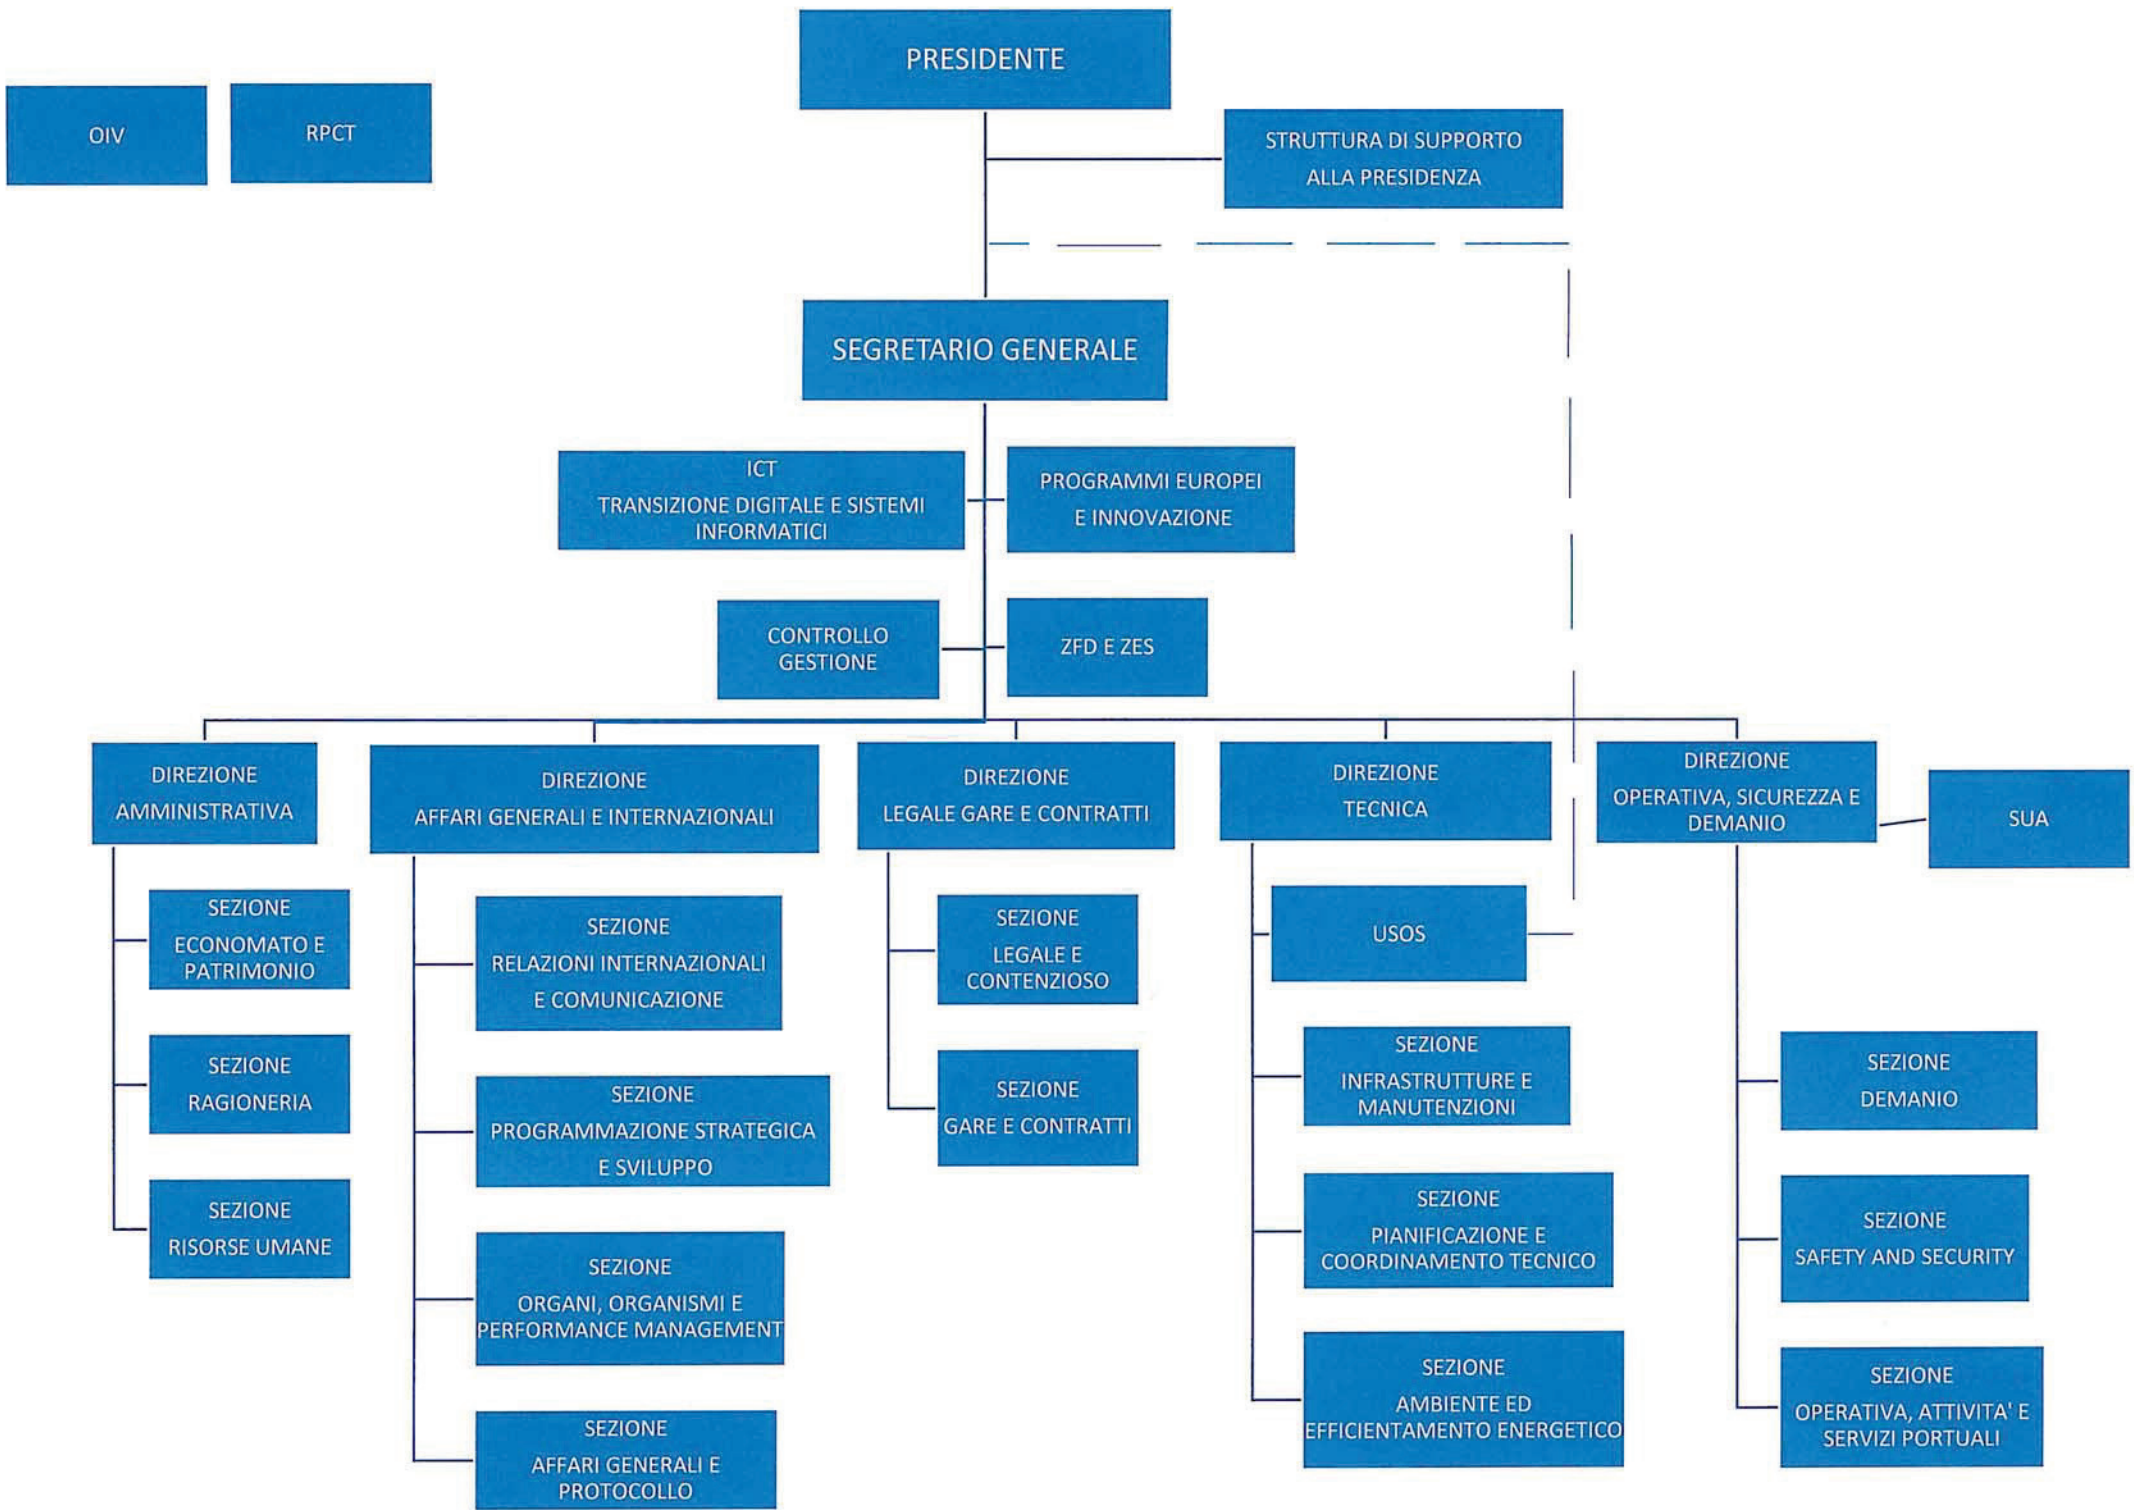 PRESIDENTE
OIV
RPCT
STRUTTURA DI SUPPORTO
ALLA PRESIDENZA
SEGRETARIO GENERALE
ICT
TRANSIZIONE DIGITALE E SISTEMI
INFORMATICI
PROGRAMMI EUROPEI
E INNOVAZIONE
CONTROLLO
GESTIONE
ZFD E ZES
DIREZIONE
AMMINISTRATIVA
DIREZIONE
AFFARI GENERALI E INTERNAZIONALI
DIREZIONE
LEGALE GARE E CONTRATTI
DIREZIONE
TECNICA
DIREZIONE
OPERATIVA, SICUREZZA E
DEMANIO
SUA
SEZIONE
ECONOMATO E
PATRIMONIO
SEZIONE
RAGIONERIA
SEZIONE
RISORSE UMANE
SEZIONE
RELAZIONI INTERNAZIONALI
E COMUNICAZIONE
SEZIONE
PROGRAMMAZIONE STRATEGICA
E SVILUPPO
SEZIONE
ORGANI, ORGANISMI E
PERFORMANCE MANAGEMENT
SEZIONE
AFFARI GENERALI E
PROTOCOLLO
SEZIONE
LEGALE E
CONTENZIOSO
SEZIONE
GARE E CONTRATTI
USOS
SEZIONE
INFRASTRUTTURE E
MANUTENZIONI
SEZIONE
PIANIFICAZIONE E
COORDINAMENTO TECNICO
SEZIONE
AMBIENTE ED
EFFICIENTAMENTO ENERGETICO
SEZIONE
DEMANIO
SEZIONE
SAFETY AND SECURITY
SEZIONE
OPERATIVA, ATTIVITA' E
SERVIZI PORTUALI